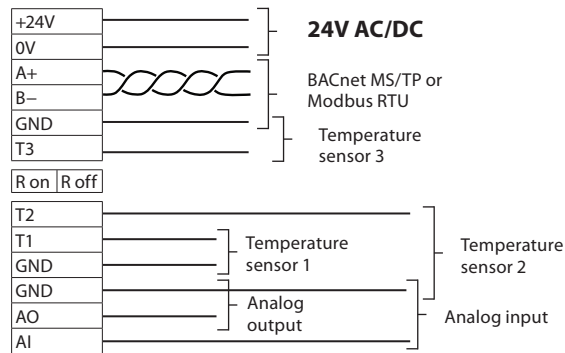 +24V
0V
A+
B−
GND
T3
24V AC/DC
BACnet MS/TP or
Modbus RTU
Temperature
sensor 3
R on R off
T2
T1
GND
GND
AO
AI
Temperature
sensor 1
Temperature
sensor 2
Analog
output
Analog input